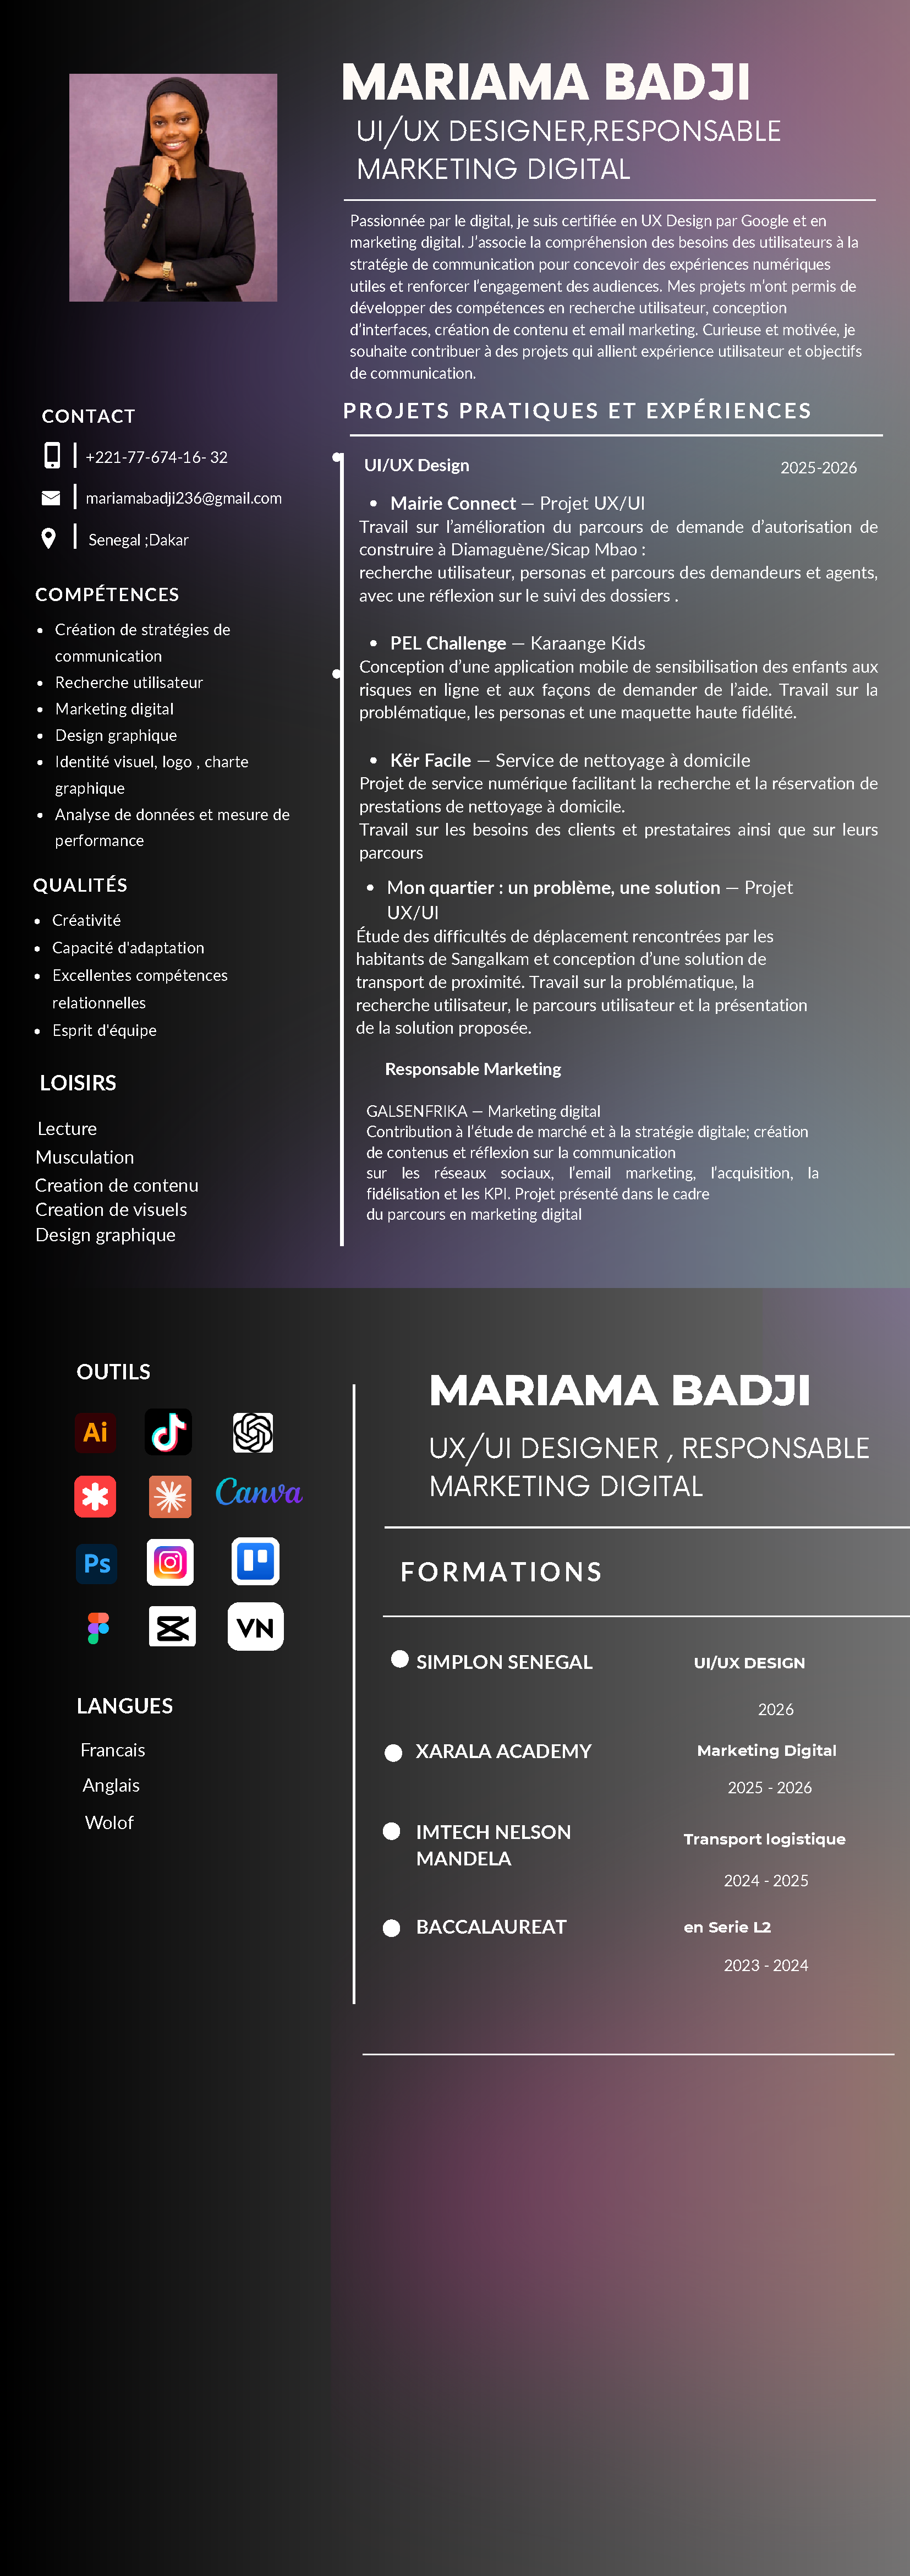 MARIAMA BADJI
UI/UX DESIGNER,RESPONSABLE
MARKETING DIGITAL
Passionnée par le digital, je suis certifiée en UX Design par Google et en
marketing digital. J'associe la compréhension des besoins des utilisateurs à la
stratégie de communication pour concevoir des expériences numériques
utiles et renforcer l'engagement des audiences. Mes projets m'ont permis de
développer des compétences en recherche utilisateur, conception
d'interfaces, création de contenu et email marketing. Curieuse et motivée, je
souhaite contribuer à des projets qui allient expérience utilisateur et objectifs
de communication.
CONTACT
+221-77-674-16- 32
mariamabadji236@gmail.com
Senegal ;Dakar
COMPÉTENCES
• Création de stratégies de
communication
• Recherche utilisateur
• Marketing digital
• Design graphique
• Identité visuel, logo , charte
graphique
• Analyse de données et mesure de
performance
QUALITÉS
• Créativité
• Capacité d'adaptation
• Excellentes compétences
relationnelles
• Esprit d'équipe
LOISIRS
Lecture
Musculation
Creation de contenu
Creation de visuels
Design graphique
PROJETS PRATIQUES ET EXPÉRIENCES
UI/UX Design
2025-2026
• Mairie Connect — Projet UX/UI
Travail sur l'amélioration du parcours de demande d'autorisation de
construire à Diamaguène/Sicap Mbao :
recherche utilisateur, personas et parcours des demandeurs et agents,
avec une réflexion sur le suivi des dossiers .
• PEL Challenge — Karaange Kids
Conception d'une application mobile de sensibilisation des enfants aux
risques en ligne et aux façons de demander de l'aide. Travail sur la
problématique, les personas et une maquette haute fidélité.
• Kër Facile — Service de nettoyage à domicile
Projet de service numérique facilitant la recherche et la réservation de
prestations de nettoyage à domicile.
Travail sur les besoins des clients et prestataires ainsi que sur leurs
parcours
• Mon quartier : un problème, une solution — Projet
UX/UI
Étude des difficultés de déplacement rencontrées par les
habitants de Sangalkam et conception d'une solution de
transport de proximité. Travail sur la problématique, la
recherche utilisateur, le parcours utilisateur et la présentation
de la solution proposée.
Responsable Marketing
GALSENFRIKA — Marketing digital
Contribution à l'étude de marché et à la stratégie digitale; création
de contenus et réflexion sur la communication
sur les réseaux sociaux, l'email marketing, l'acquisition, la
fidélisation et les KPI. Projet présenté dans le cadre
du parcours en marketing digital
OUTILS
Ai
Canva
Ps
VN
LANGUES
Francais
Anglais
Wolof
MARIAMA BADJI
UX/UI DESIGNER , RESPONSABLE
MARKETING DIGITAL
FORMATIONS
SIMPLON SENEGAL
UI/UX DESIGN
2026
XARALA ACADEMY
Marketing Digital
2025 - 2026
IMTECH NELSON
MANDELA
Transport logistique
2024 - 2025
BACCALAUREAT
en Serie L2
2023 - 2024